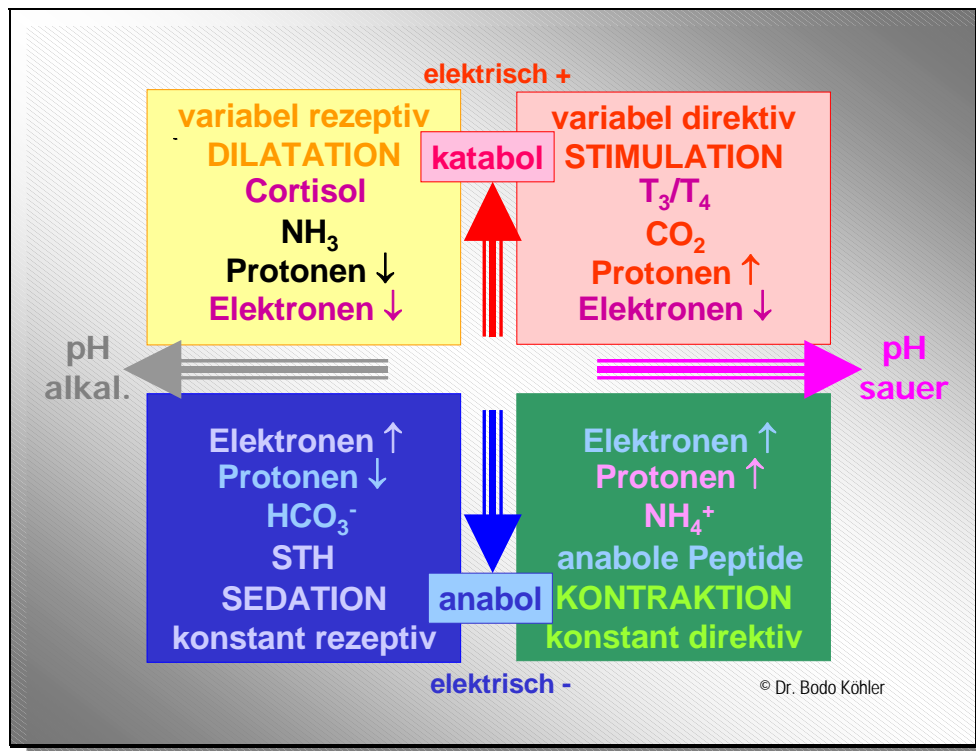 elektrisch +
variabel rezeptiv
DILATATION
Cortisol
NH₃
Protonen ↓
Elektronen ↓
katabol
variabel direktiv
STIMULATION
T₃/T₄
CO₂
Protonen ↑
Elektronen ↓
pH
alkal.
pH
sauer
Elektronen ↑
Protonen ↓
HCO₃⁻
STH
SEDATION
konstant rezeptiv
anabol
Elektronen ↑
Protonen ↑
NH₄⁺
anabole Peptide
KONTRAKTION
konstant direktiv
elektrisch -
© Dr. Bodo Köhler